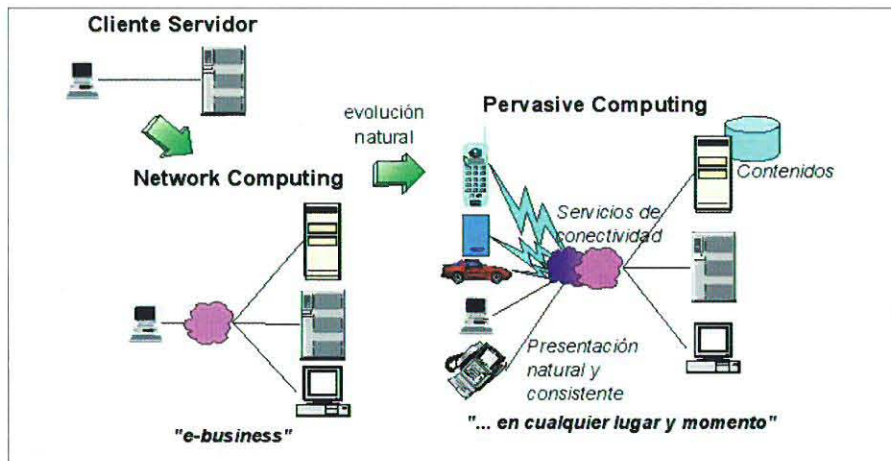 Cliente Servidor
evolución
natural
Network Computing
"e-business"
Pervasive Computing
Contenidos
Servicios de
conectividad
Presentación
natural y
consistente
"... en cualquier lugar y momento"